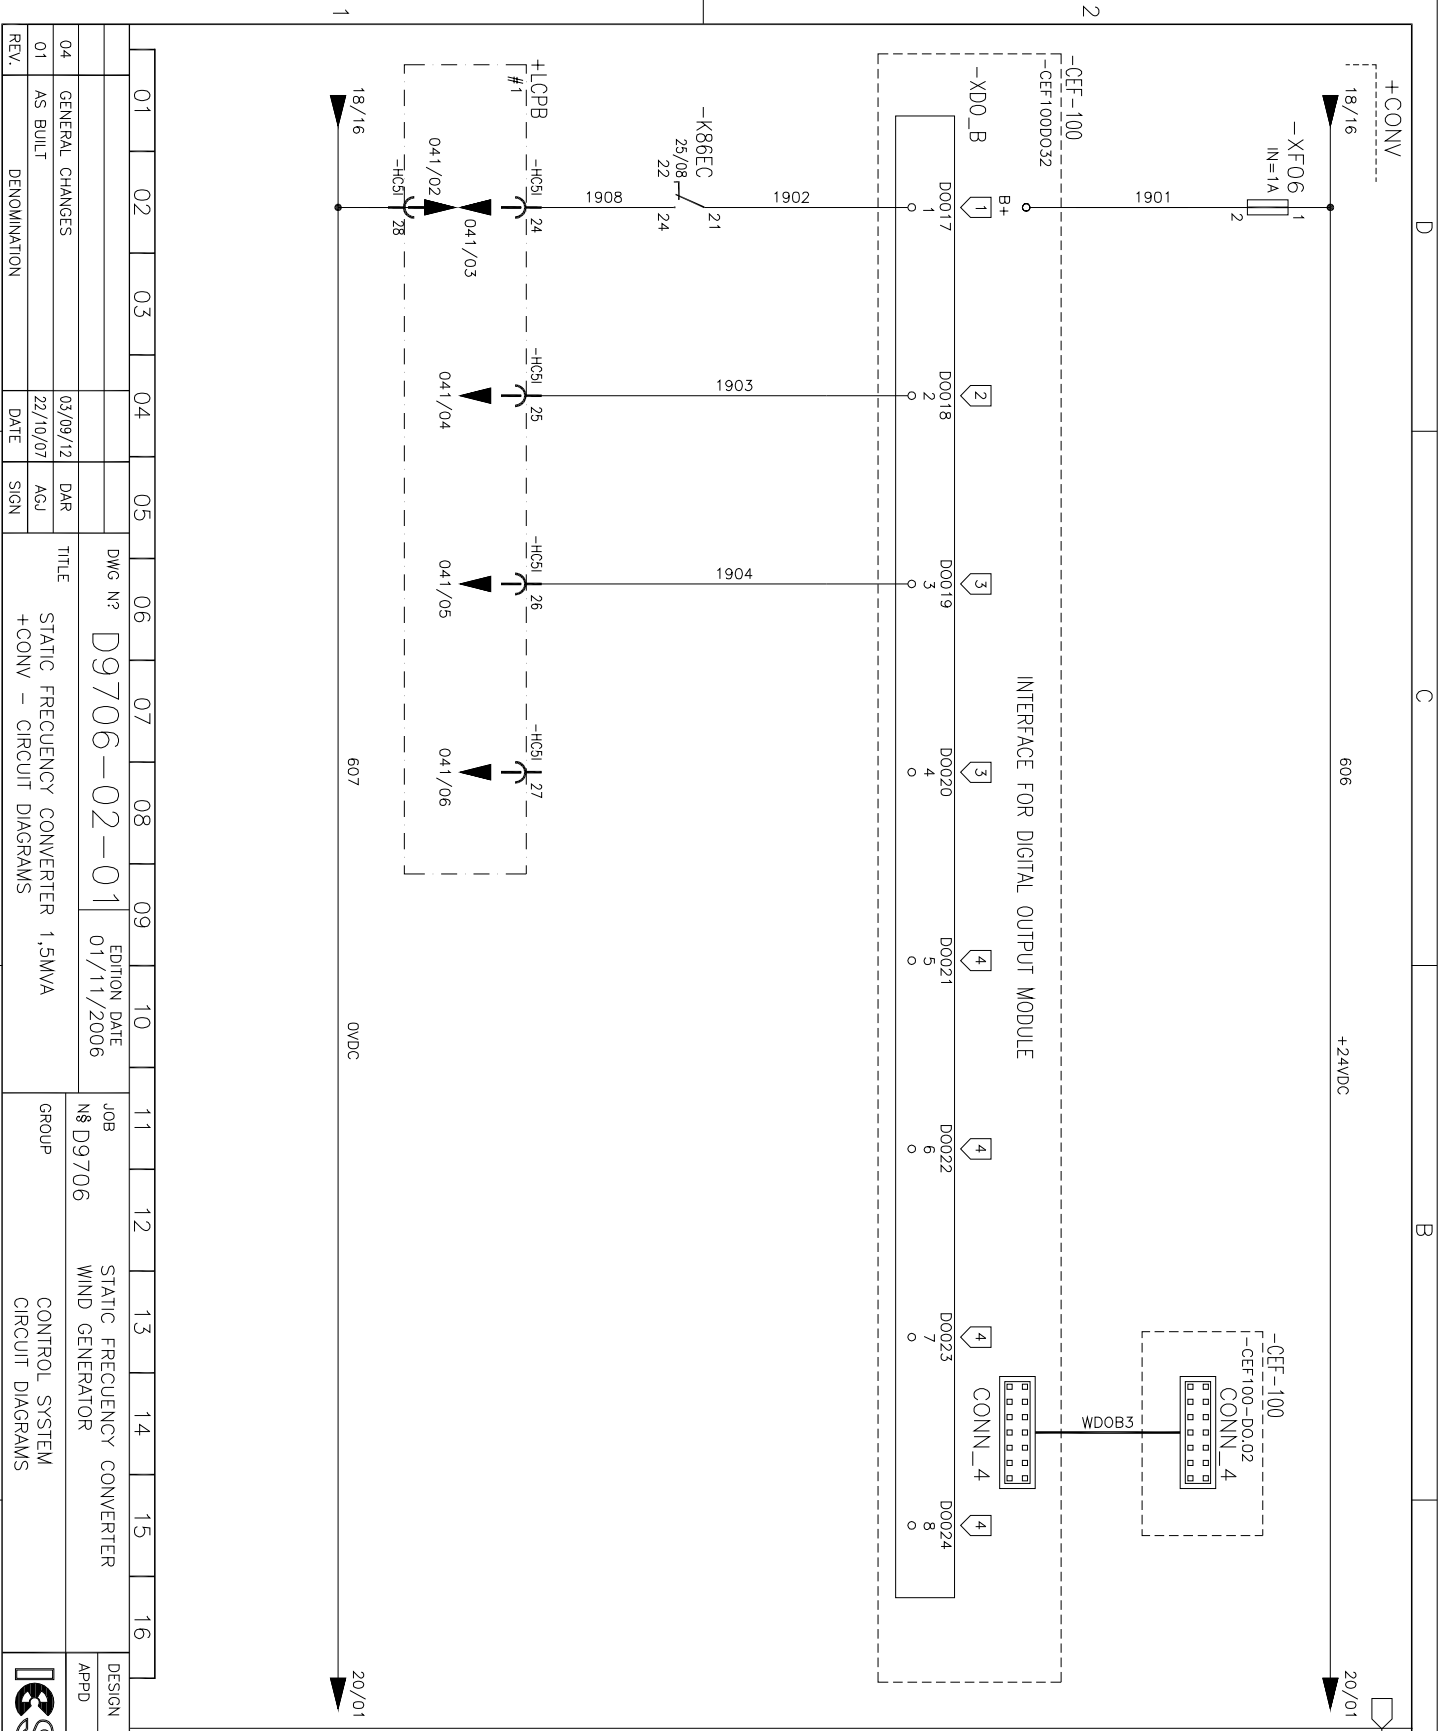 2
1
D
C
B
+CONV
18/16
-XF06
IN=1A
1
2
606
+24VDC
20/01
1901
-CEF-100
-CEF100DO32
B+
INTERFACE FOR DIGITAL OUTPUT MODULE
-CEF-100
-CEF100-DO.02
CONN_4
WDOB3
CONN_4
-XDO_B
1
2
3
3
4
4
4
4
DO017
DO018
DO019
DO020
DO021
DO022
DO023
DO024
1
2
3
4
5
6
7
8
1902
1903
1904
-K86EC
25/08
21
22
24
1908
+LCPB
#1
-HC5I
24
-HC5I
25
-HC5I
26
-HC5I
27
041/03
041/04
041/05
041/06
041/02
-HC5I
28
18/16
607
0VDC
20/01
01
02
03
04
05
06
07
08
09
10
11
12
13
14
15
16
04
GENERAL CHANGES
03/09/12
DAR
01
AS BUILT
22/10/07
AGJ
REV.
DENOMINATION
DATE
SIGN
DWG Nº?
D9706-02-01
EDITION DATE
01/11/2006
TITLE
STATIC FRECUENCY CONVERTER 1,5MVA
+CONV - CIRCUIT DIAGRAMS
JOB
N§ D9706
STATIC FRECUENCY CONVERTER
WIND GENERATOR
GROUP
CONTROL SYSTEM
CIRCUIT DIAGRAMS
DESIGN
APPD